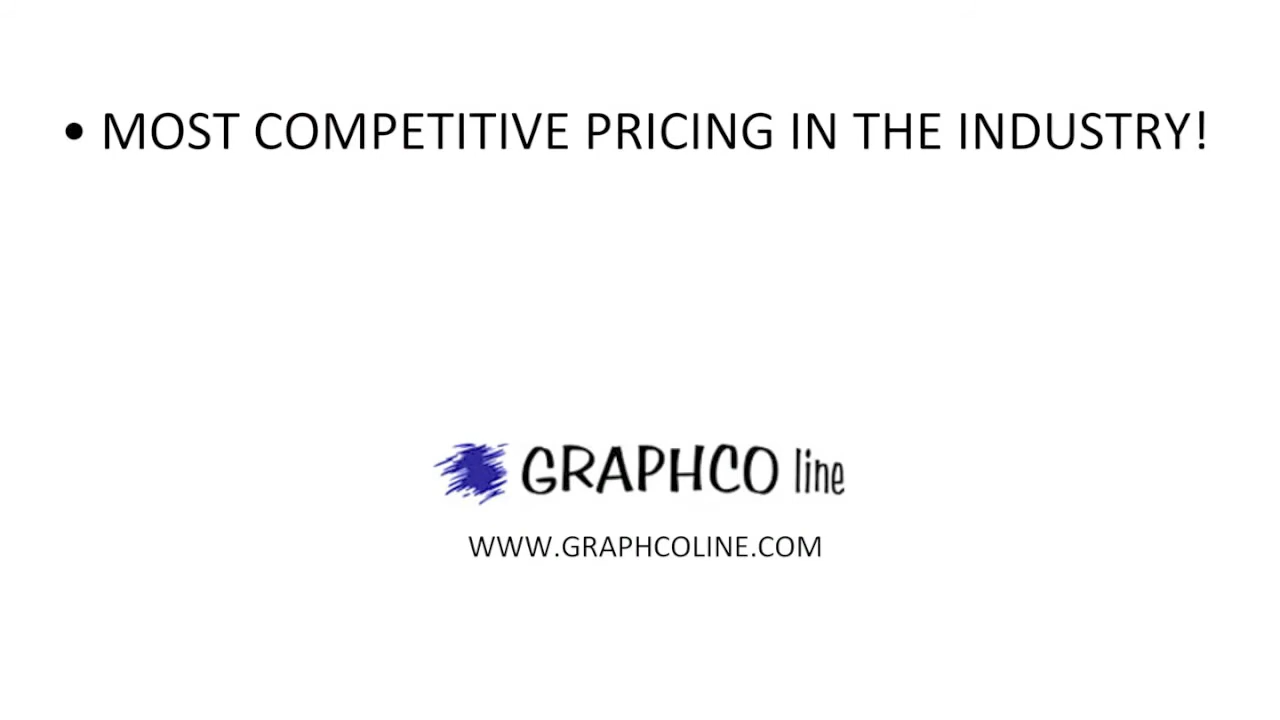 • MOST COMPETITIVE PRICING IN THE INDUSTRY!
GRAPHCO line
WWW.GRAPHCOLINE.COM